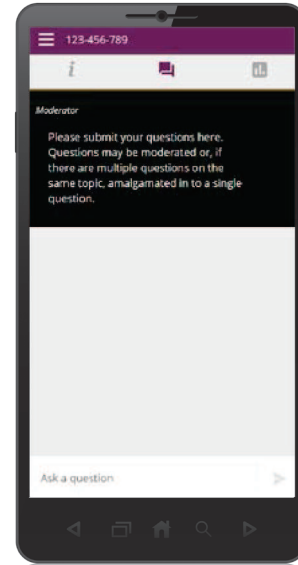 123-456-789
i
Moderator
Please submit your questions here.
Questions may be moderated or, if
there are multiple questions on the
same topic, amalgamated in to a single
question.
Ask a question